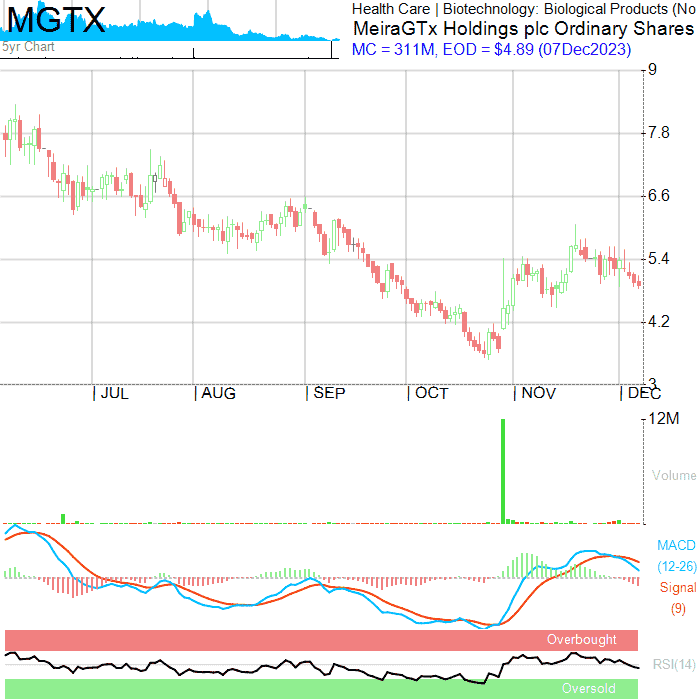 MGTX
5yr Chart
Health Care | Biotechnology: Biological Products (No
MeiraGTx Holdings plc Ordinary Shares
MC = 311M, EOD = $4.89 (07Dec2023)
9
7.8
6.6
5.4
4.2
3
JUL AUG SEP OCT NOV DEC
12M
Volume
MACD
(12-26)
Signal
(9)
Overbought
RSI(14)
Oversold